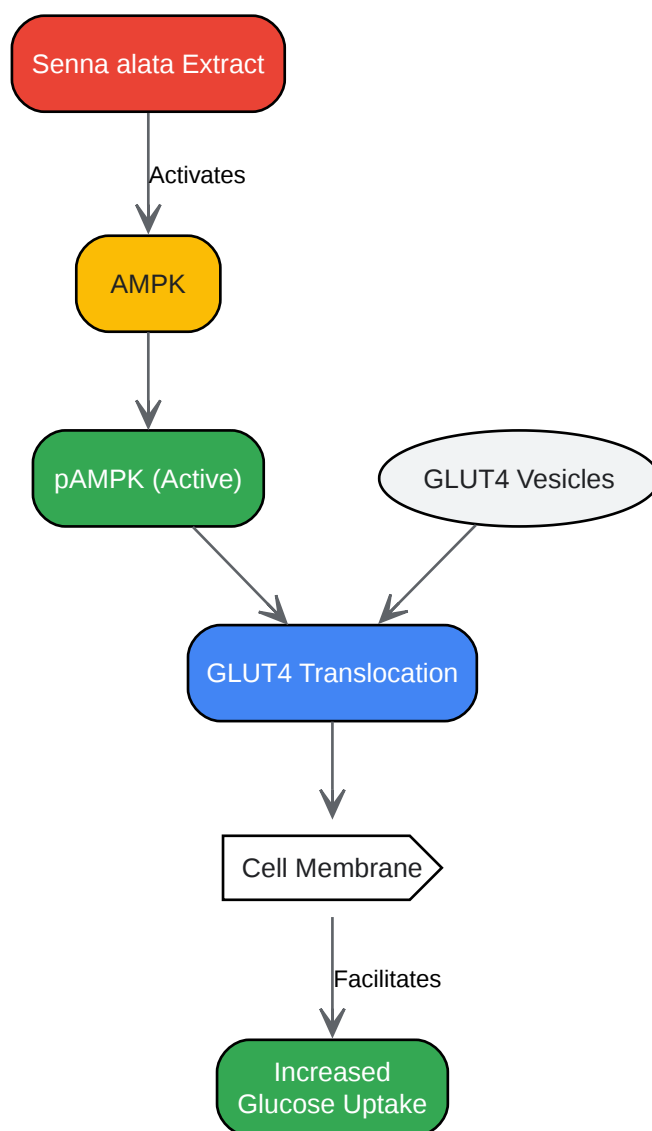 Senna alata Extract
Activates
AMPK
pAMPK (Active)
GLUT4 Vesicles
GLUT4 Translocation
Cell Membrane
Facilitates
Increased
Glucose Uptake